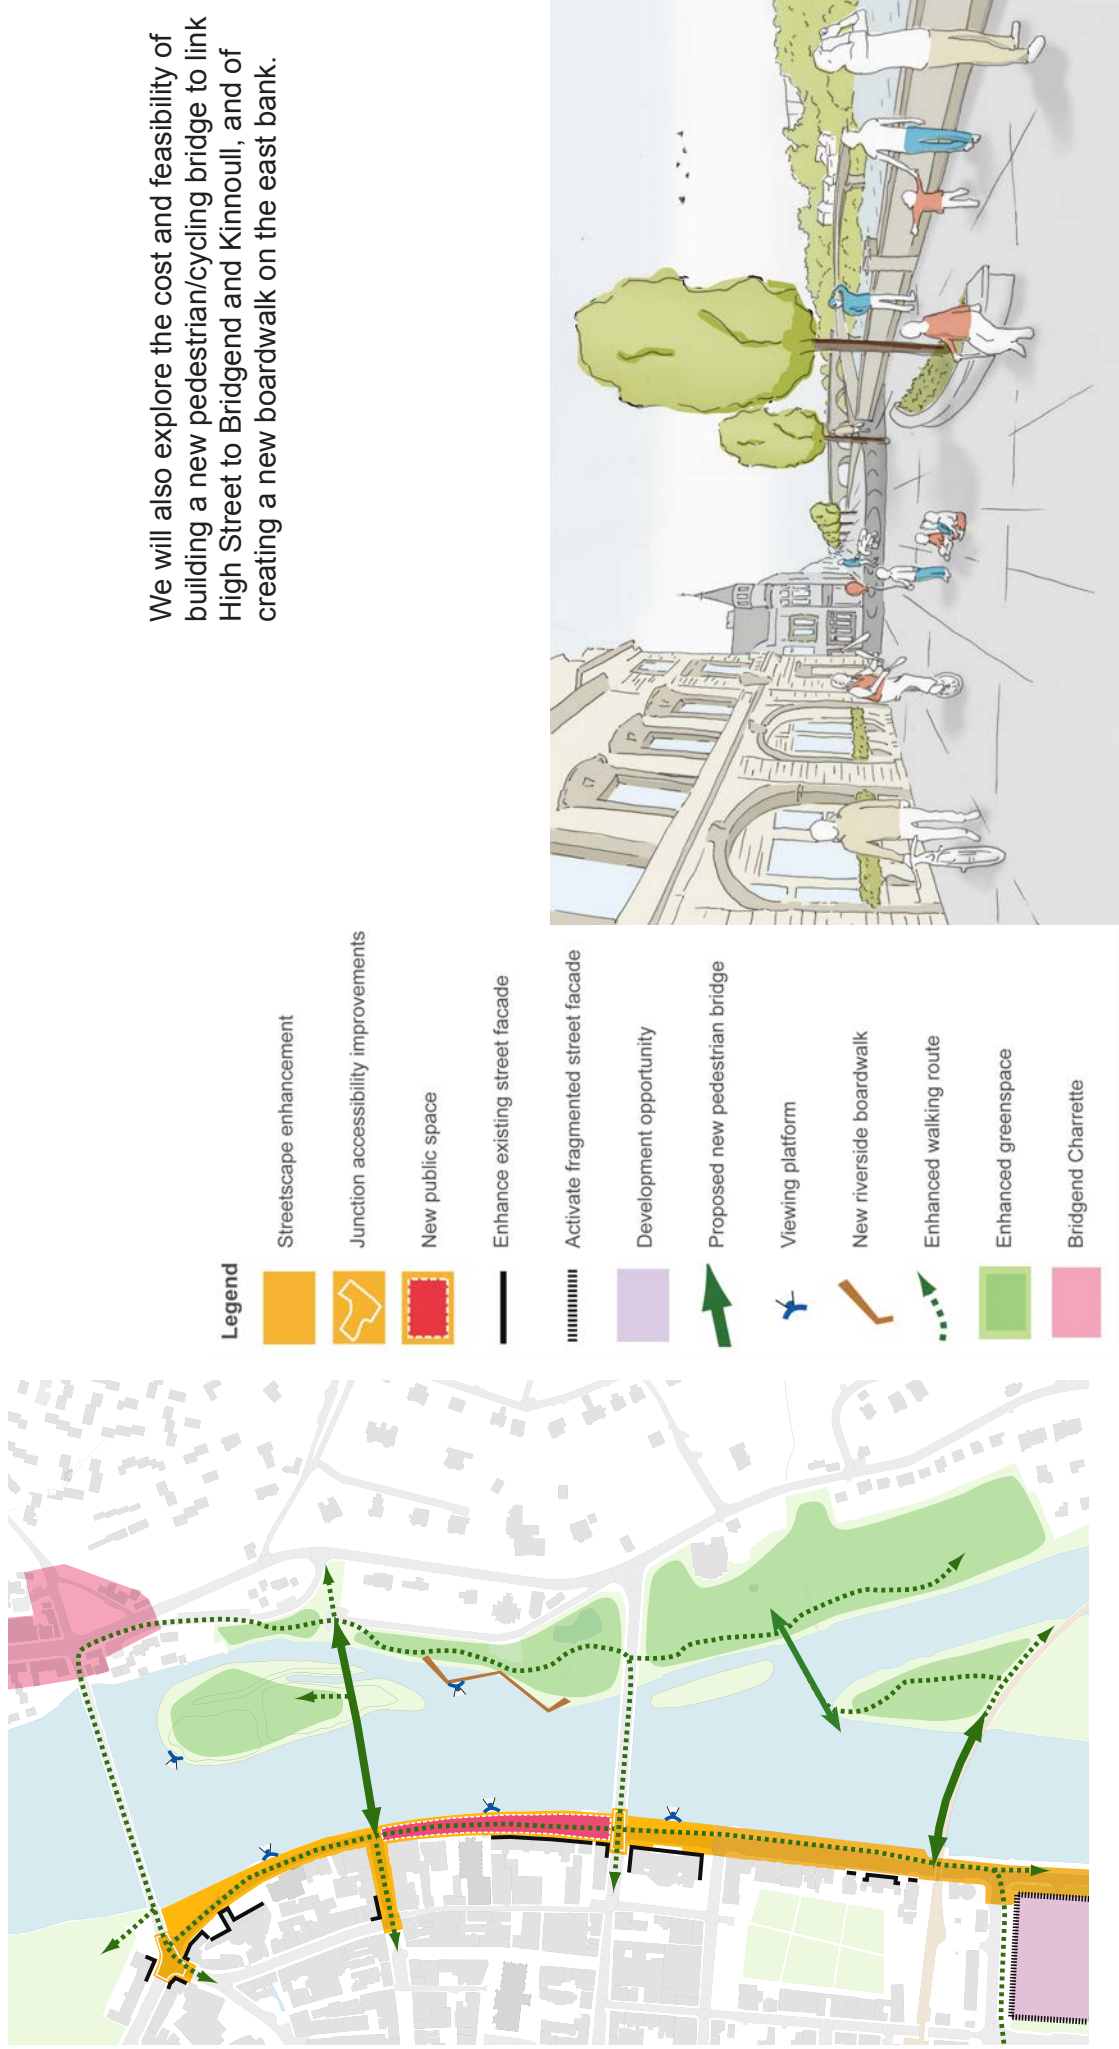 We will also explore the cost and feasibility of
building a new pedestrian/cycling bridge to link
High Street to Bridgend and Kinnoull, and of
creating a new boardwalk on the east bank.
Legend
Streetscape enhancement
Junction accessibility improvements
New public space
Enhance existing street facade
Activate fragmented street facade
Development opportunity
Proposed new pedestrian bridge
Viewing platform
New riverside boardwalk
Enhanced walking route
Enhanced greenspace
Bridgend Charrette